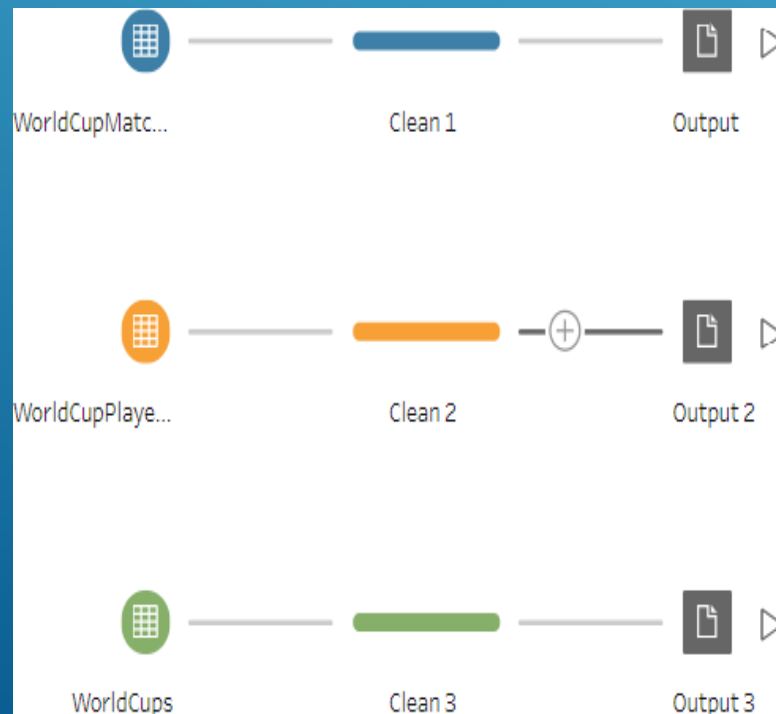 WorldCupMatc... Clean 1 Output
WorldCupPlaye... Clean 2 Output 2
WorldCups Clean 3 Output 3